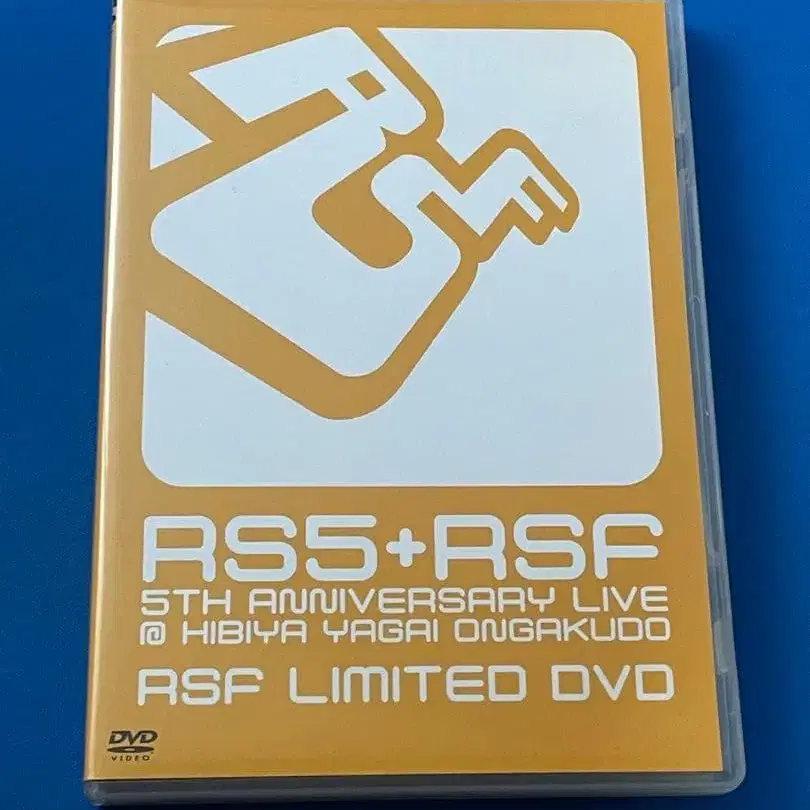 RS5+RSF
5TH ANNIVERSARY LIVE
@ HIBIYA YAGAI ONGAKUDO
RSF LIMITED DVD
DVD
VIDEO